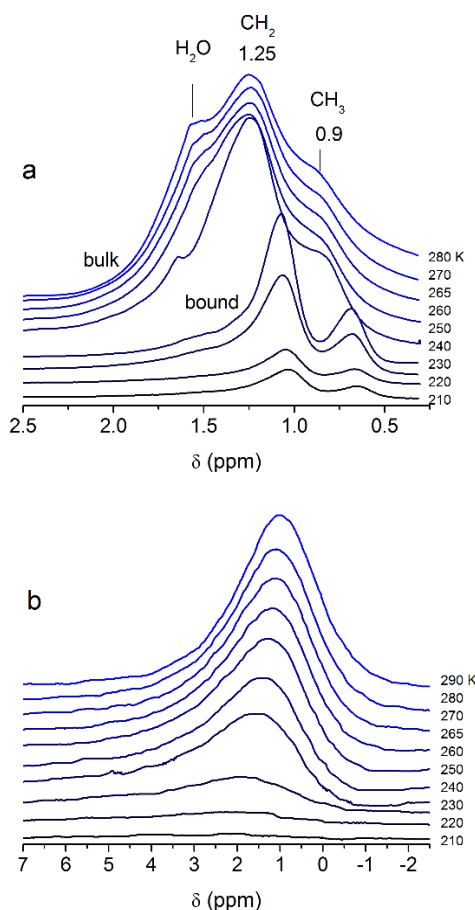 CH₂
H₂O
1.25
CH₃
0.9
a
bulk
bound
280 K
270
265
260
250
240
230
220
210
2.5 2.0 1.5 1.0 0.5
δ (ppm)
b
290 K
280
270
265
260
250
240
230
220
210
7 6 5 4 3 2 1 0 -1 -2
δ (ppm)